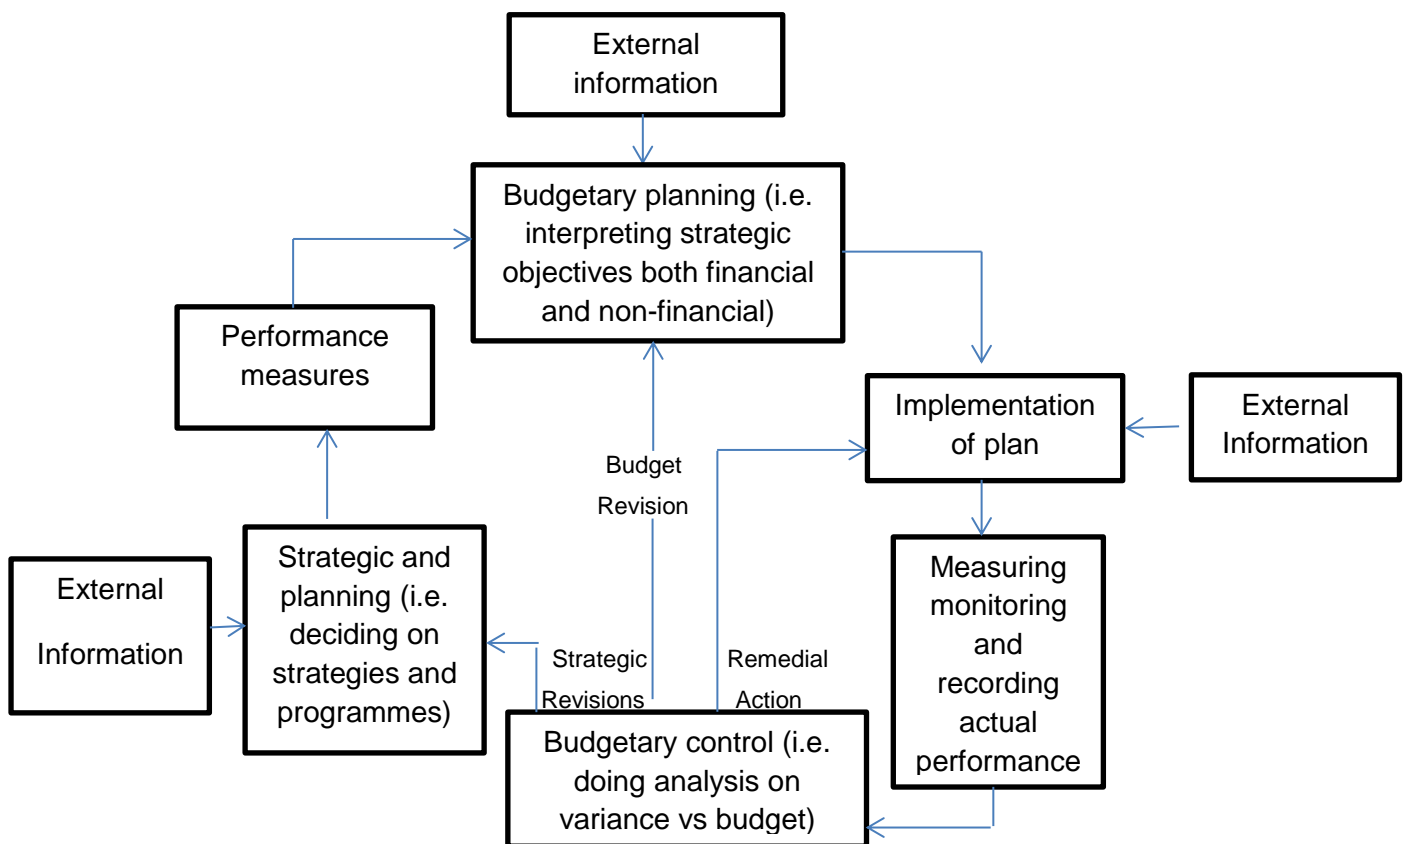 External
information
Budgetary planning (i.e.
interpreting strategic
objectives both financial
and non-financial)
Performance
measures
Implementation
of plan
External
Information
Budget
Revision
External
Information
Strategic and
planning (i.e.
deciding on
strategies and
programmes)
Strategic
Revisions
Remedial
Action
Measuring
monitoring
and
recording
actual
performance
Budgetary control (i.e.
doing analysis on
variance vs budget)